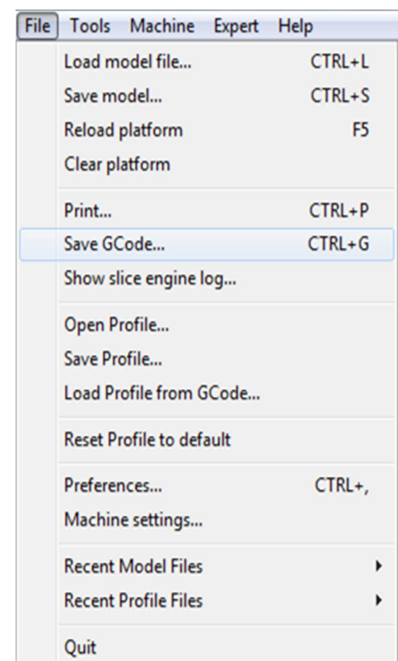 File Tools Machine Expert Help
Load model file... CTRL+L
Save model... CTRL+S
Reload platform F5
Clear platform
Print... CTRL+P
Save GCode... CTRL+G
Show slice engine log...
Open Profile...
Save Profile...
Load Profile from GCode...
Reset Profile to default
Preferences... CTRL+,
Machine settings...
Recent Model Files
Recent Profile Files
Quit